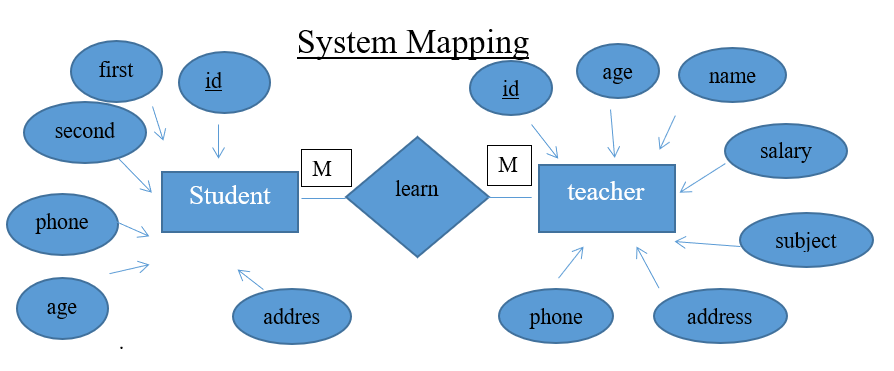 System Mapping
first
id
second
phone
age
addres
Student
M
learn
M
teacher
id
age
name
salary
subject
address
phone
.